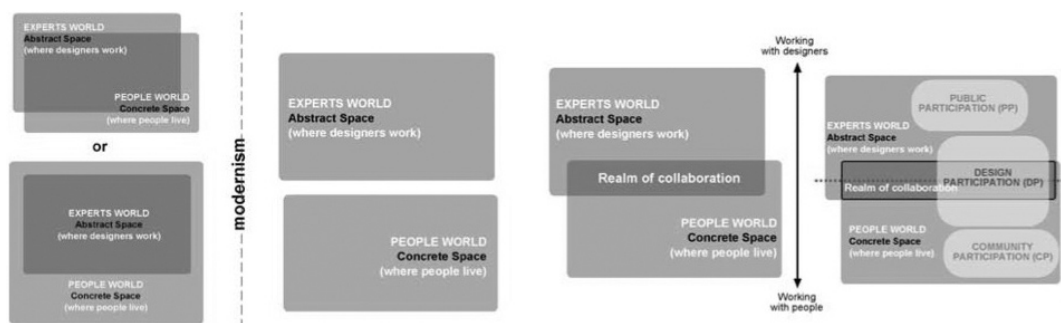 EXPERTS WORLD
Abstract Space
(where designers work)
PEOPLE WORLD
Concrete Space
(where people live)
or
EXPERTS WORLD
Abstract Space
(where designers work)
PEOPLE WORLD
Concrete Space
(where people live)
modernism
EXPERTS WORLD
Abstract Space
(where designers work)
PEOPLE WORLD
Concrete Space
(where people live)
EXPERTS WORLD
Abstract Space
(where designers work)
Realm of collaboration
PEOPLE WORLD
Concrete Space
(where people live)
Working
with designers
Working
with people
PUBLIC
PARTICIPATION (PP)
EXPERTS WORLD
Abstract Space
(where designers work)
DESIGN
PARTICIPATION (DP)
Realm of collaboration
PEOPLE WORLD
Concrete Space
(where people live)
COMMUNITY
PARTICIPATION (CP)